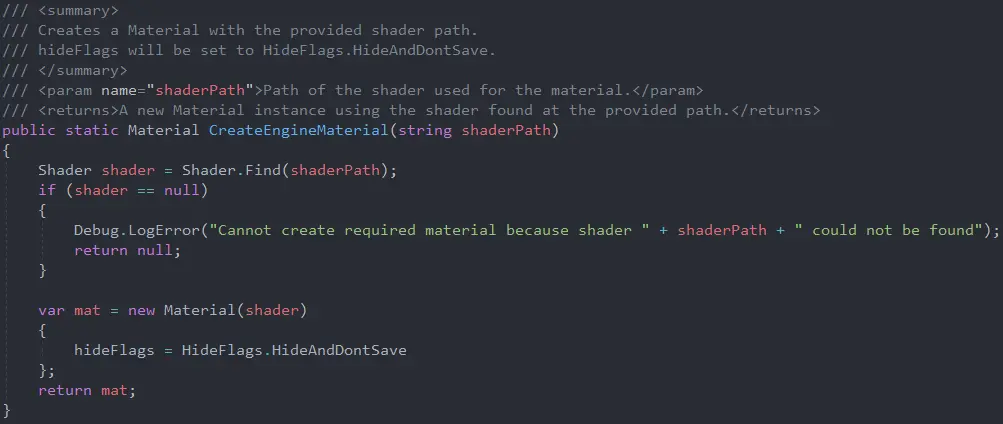 /// <summary>
/// Creates a Material with the provided shader path.
/// hideFlags will be set to HideFlags.HideAndDontSave.
/// </summary>
/// <param name="shaderPath">Path of the shader used for the material.</param>
/// <returns>A new Material instance using the shader found at the provided path.</returns>
public static Material CreateEngineMaterial(string shaderPath)
{
    Shader shader = Shader.Find(shaderPath);
    if (shader == null)
    {
        Debug.LogError("Cannot create required material because shader " + shaderPath + " could not be found");
        return null;
    }

    var mat = new Material(shader)
    {
        hideFlags = HideFlags.HideAndDontSave
    };
    return mat;
}